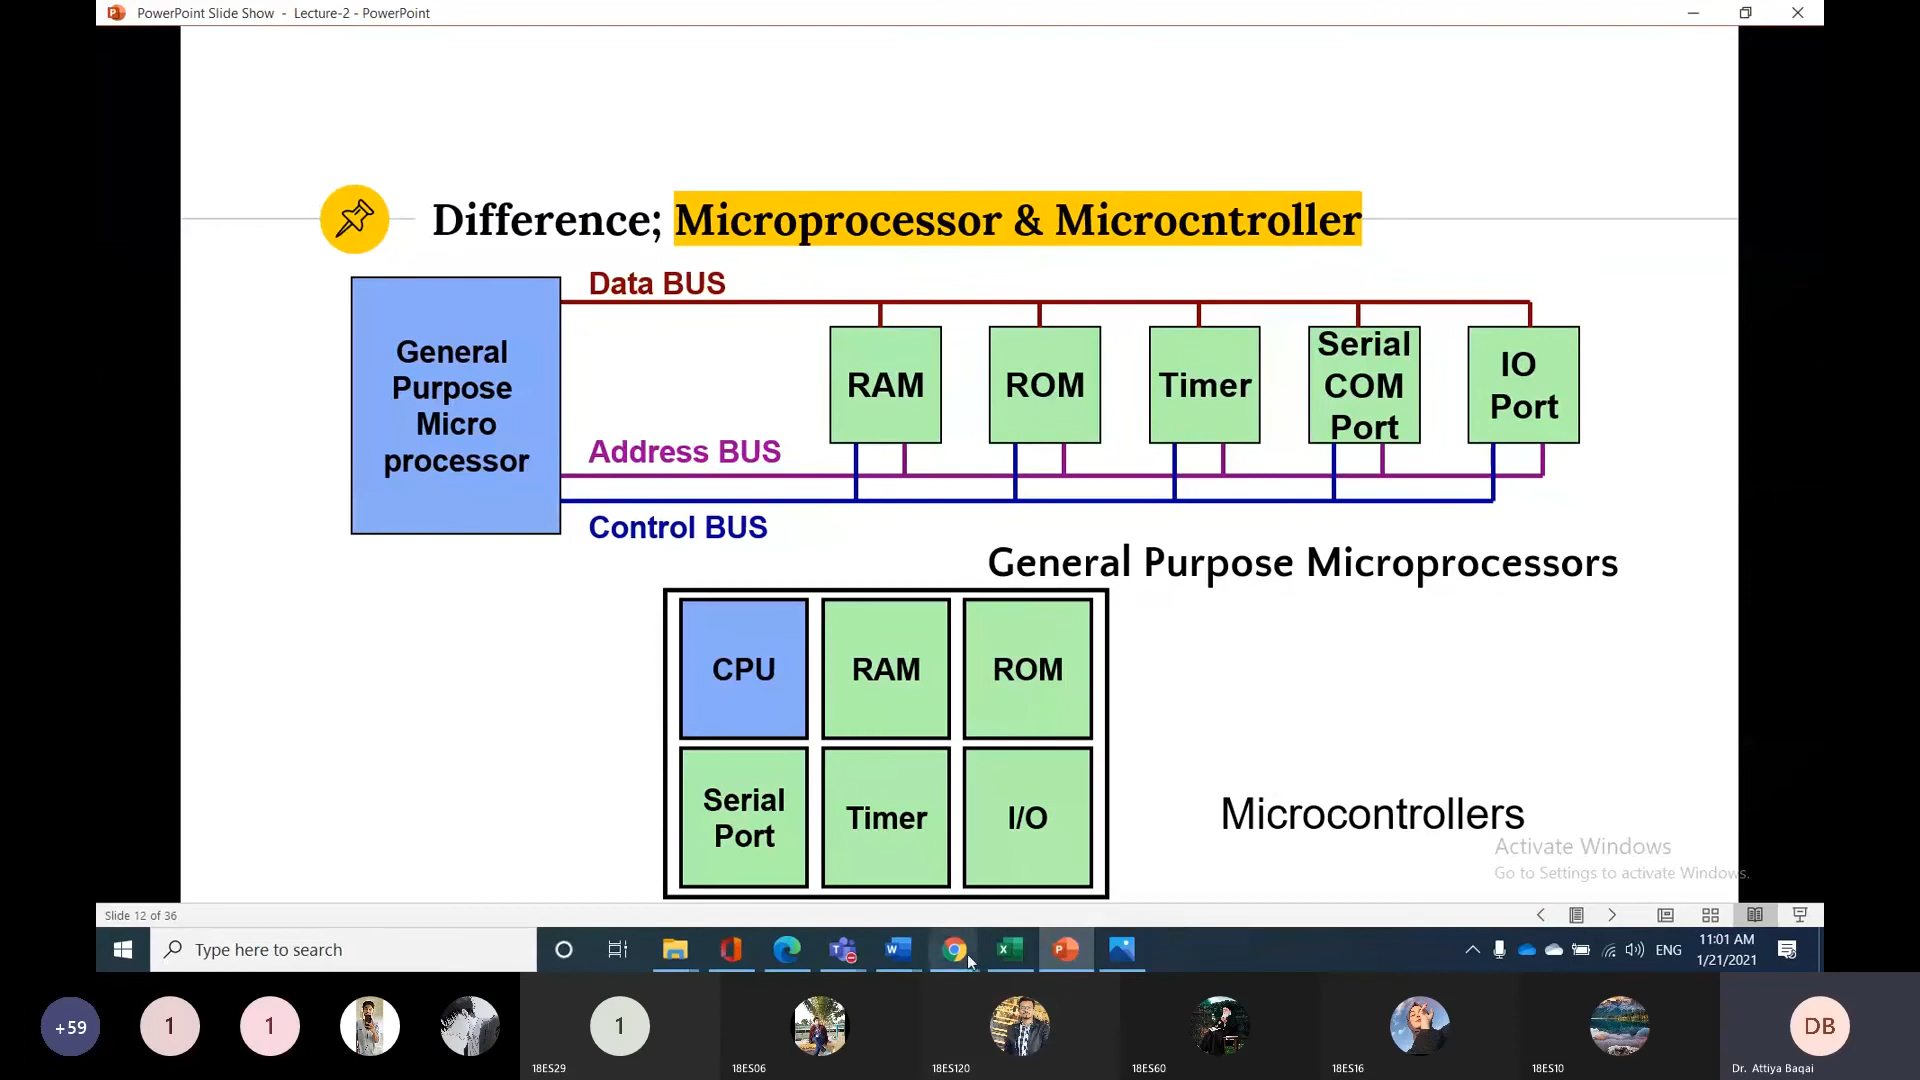 PowerPoint Slide Show - Lecture-2 - PowerPoint
Difference; Microprocessor & Microcntroller
Data BUS
General
Purpose
Micro
processor
RAM
ROM
Timer
Serial
COM
Port
IO
Port
Address BUS
Control BUS
General Purpose Microprocessors
CPU
RAM
ROM
Serial
Port
Timer
I/O
Microcontrollers
Activate Windows
Go to Settings to activate Windows.
Slide 12 of 36
Type here to search
ENG
11:01 AM
1/21/2021
+59
1
1
1
DB
18ES29
18ES06
18ES120
18ES60
18ES16
18ES10
Dr. Attiya Baqai